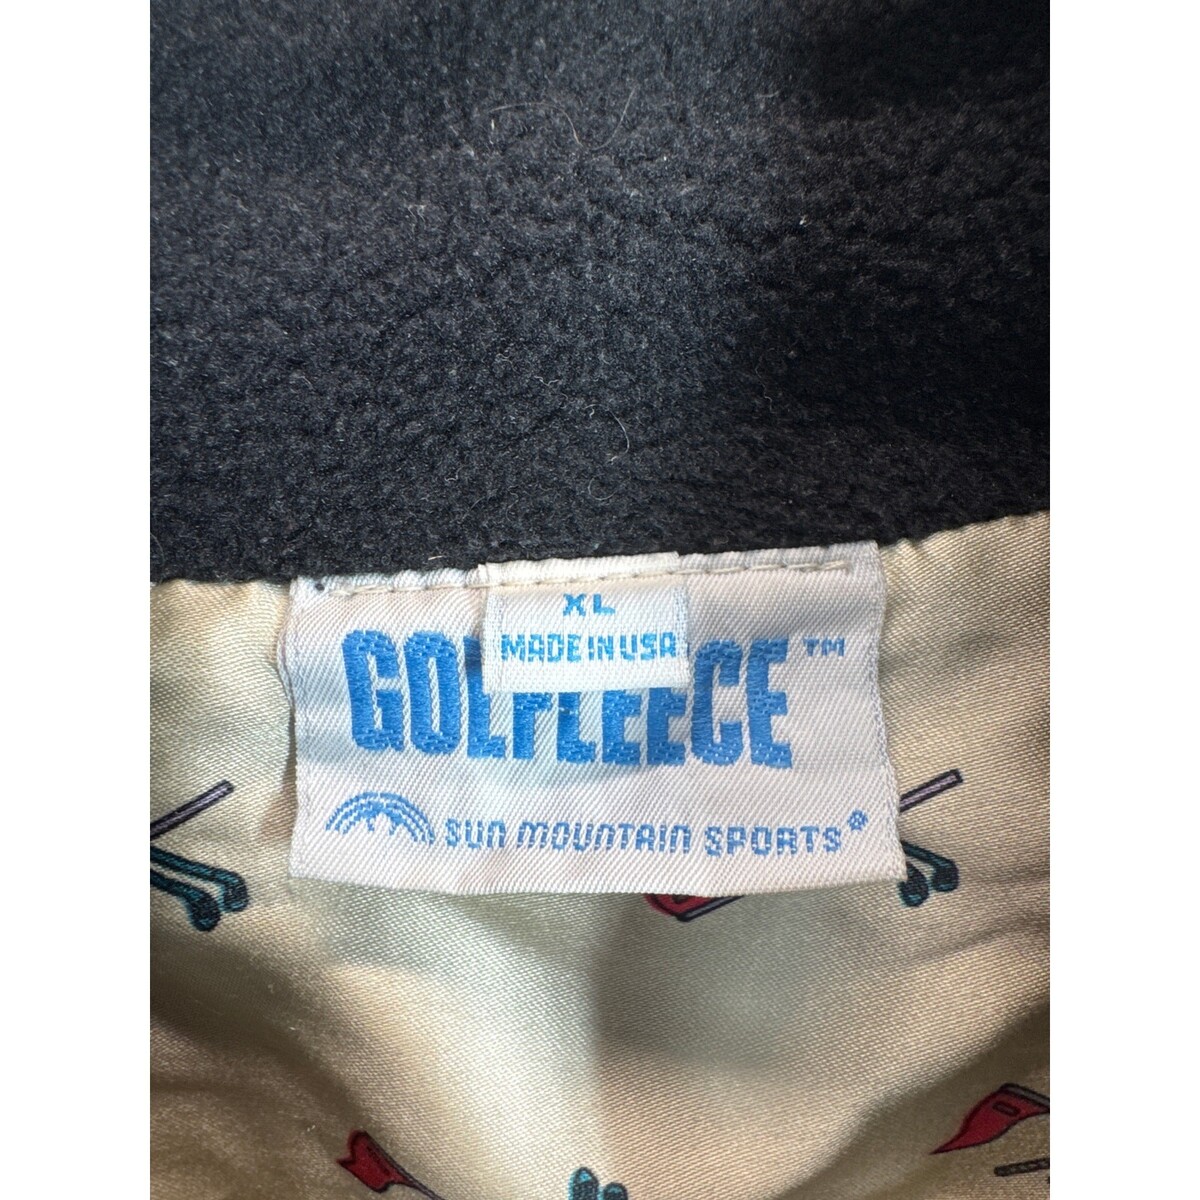 XL
MADE IN USA
GOLFLEECE™
SUN MOUNTAIN SPORTS®